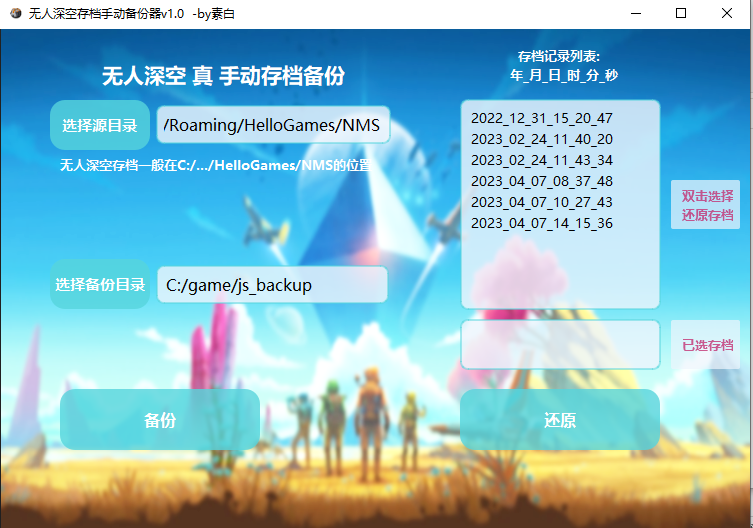 无人深空存档手动备份器v1.0 -by素白
无人深空 真 手动存档备份
选择源目录
/Roaming/HelloGames/NMS
无人深空存档一般在C:/.../HelloGames/NMS的位置
选择备份目录
C:/game/js_backup
备份
存档记录列表:
年_月_日_时_分_秒
2022_12_31_15_20_47
2023_02_24_11_40_20
2023_02_24_11_43_34
2023_04_07_08_37_48
2023_04_07_10_27_43
2023_04_07_14_15_36
双击选择
还原存档
已选存档
还原